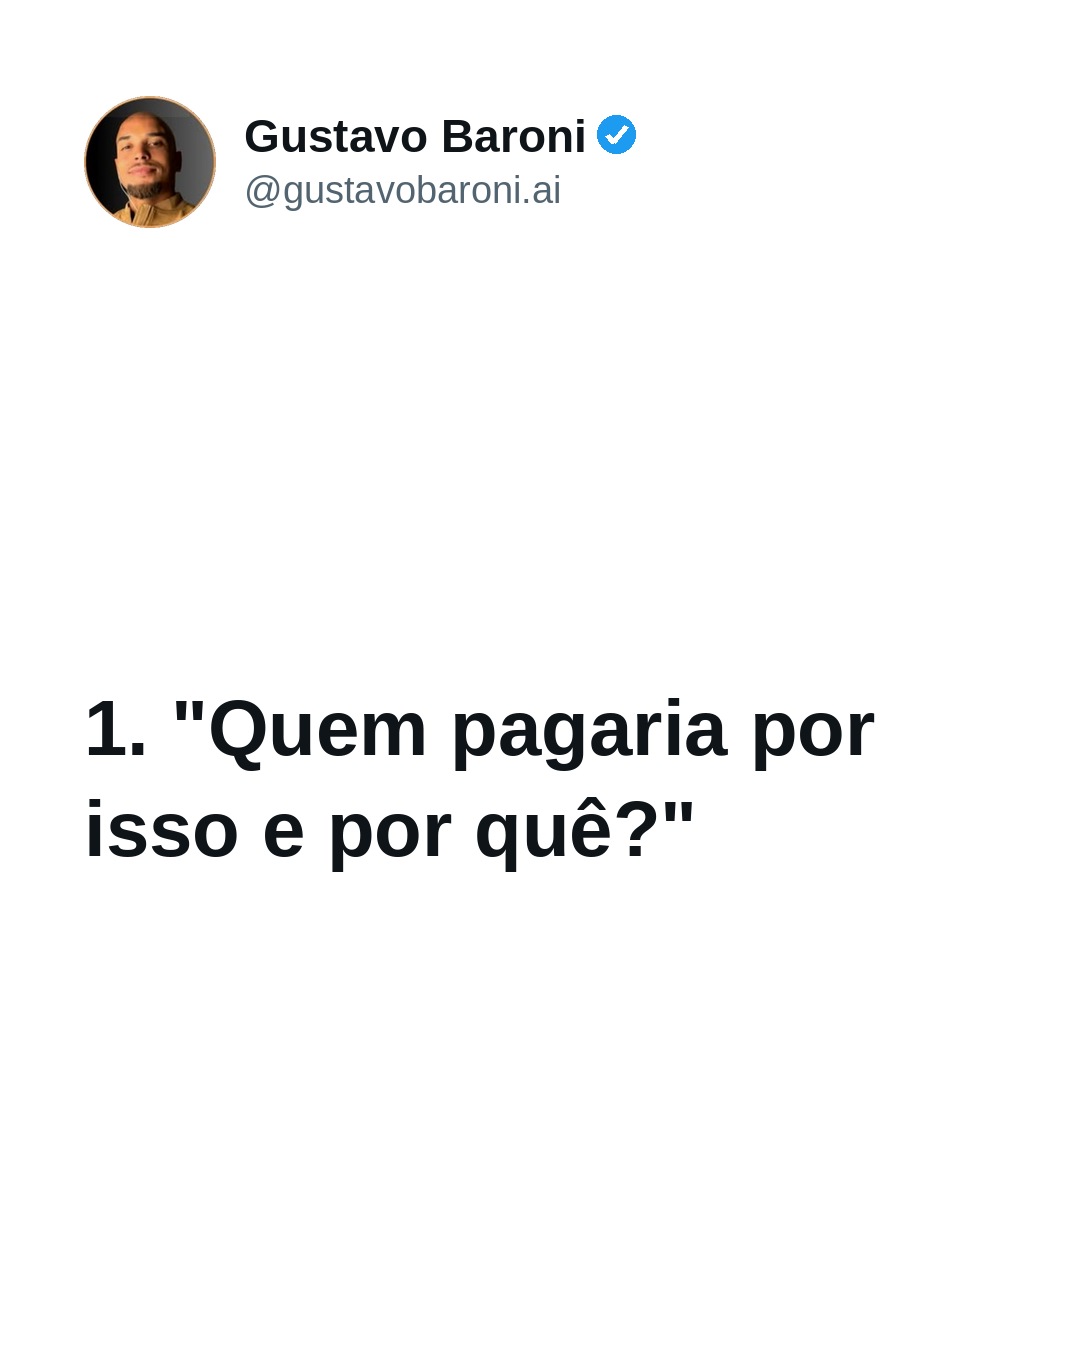 Gustavo Baroni
@gustavobaroni.ai
1. "Quem pagaria por
isso e por quê?"